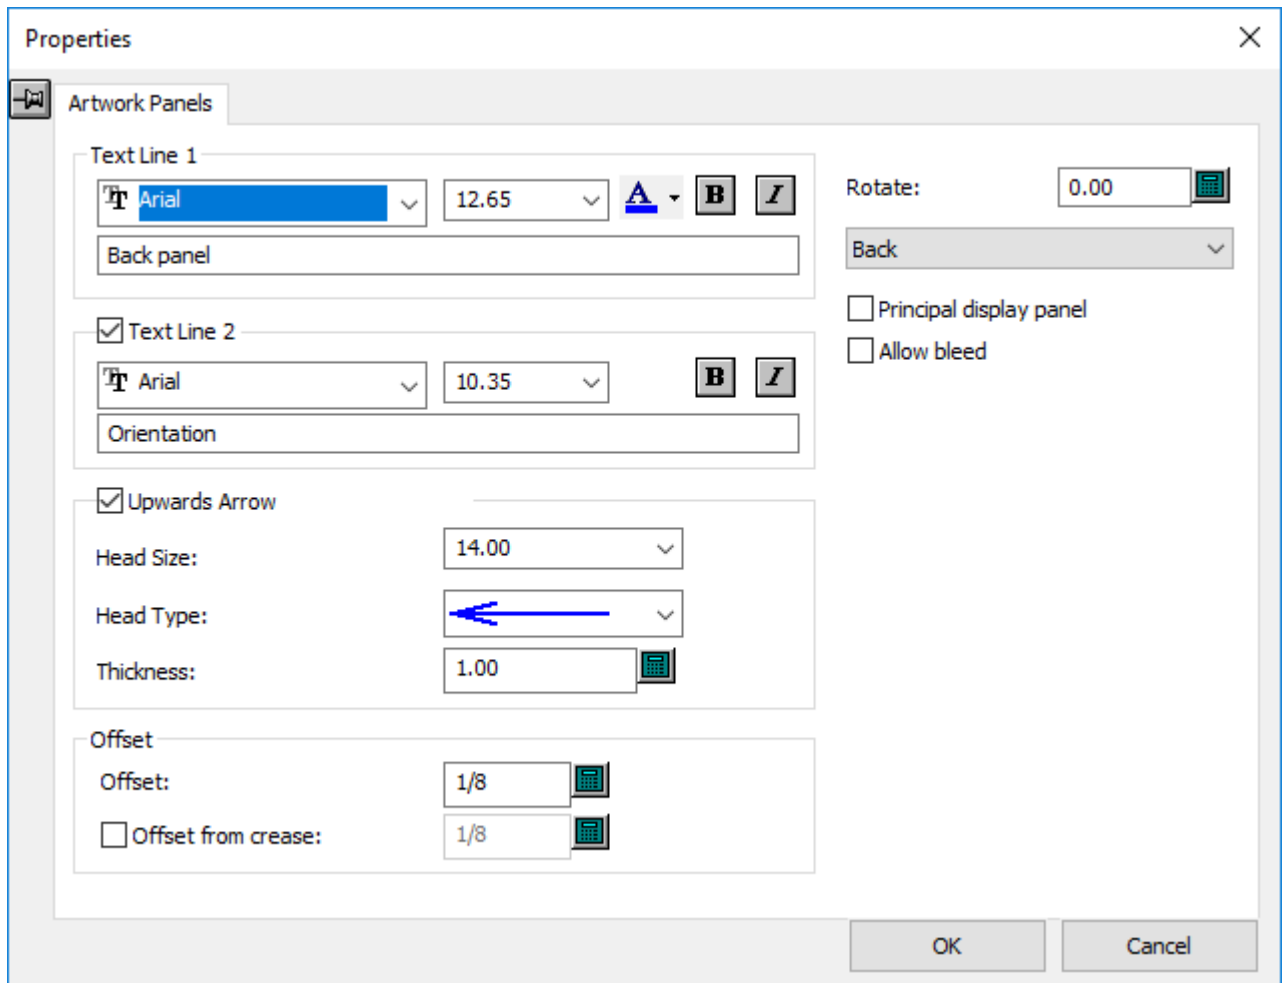 Properties
Artwork Panels
Text Line 1
Arial 12.65 A B I
Back panel
Rotate: 0.00
Back
Principal display panel
Allow bleed
Text Line 2
Arial 10.35 B I
Orientation
Upwards Arrow
Head Size: 14.00
Head Type:
Thickness: 1.00
Offset
Offset: 1/8
Offset from crease: 1/8
OK Cancel